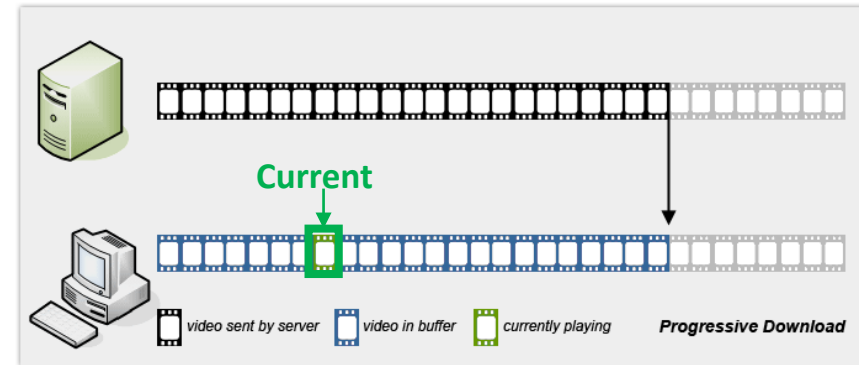 Current
video sent by server
video in buffer
currently playing
Progressive Download